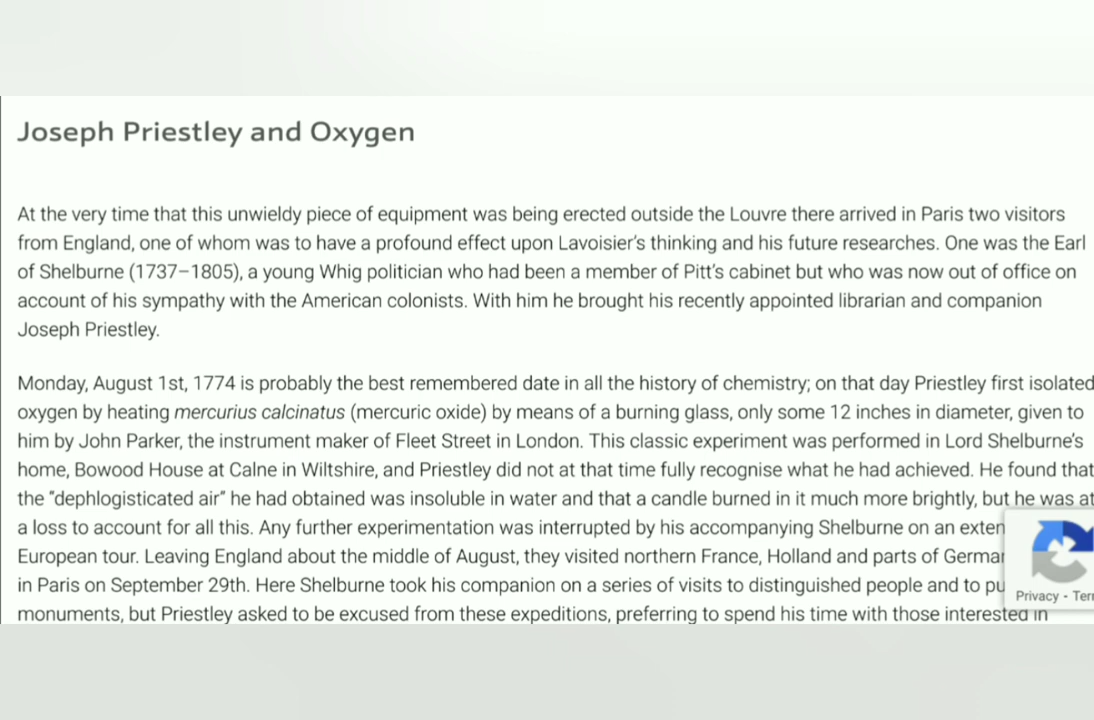 Joseph Priestley and Oxygen
At the very time that this unwieldy piece of equipment was being erected outside the Louvre there arrived in Paris two visitors
from England, one of whom was to have a profound effect upon Lavoisier's thinking and his future researches. One was the Earl
of Shelburne (1737–1805), a young Whig politician who had been a member of Pitt's cabinet but who was now out of office on
account of his sympathy with the American colonists. With him he brought his recently appointed librarian and companion
Joseph Priestley.
Monday, August 1st, 1774 is probably the best remembered date in all the history of chemistry; on that day Priestley first isolated
oxygen by heating mercurius calcinatus (mercuric oxide) by means of a burning glass, only some 12 inches in diameter, given to
him by John Parker, the instrument maker of Fleet Street in London. This classic experiment was performed in Lord Shelburne's
home, Bowood House at Calne in Wiltshire, and Priestley did not at that time fully recognise what he had achieved. He found that
the "dephlogisticated air" he had obtained was insoluble in water and that a candle burned in it much more brightly, but he was at
a loss to account for all this. Any further experimentation was interrupted by his accompanying Shelburne on an
European tour. Leaving England about the middle of August, they visited northern France, Holland and parts of
in Paris on September 29th. Here Shelburne took his companion on a series of visits to distinguished people and to
monuments, but Priestley asked to be excused from these expeditions, preferring to spend his time with those interested in
Privacy -